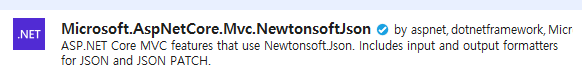 .NET
Microsoft.AspNetCore.Mvc.NewtonsoftJson by aspnet, dotnetframework, Micr
ASP.NET Core MVC features that use Newtonsoft.Json. Includes input and output formatters
for JSON and JSON PATCH.